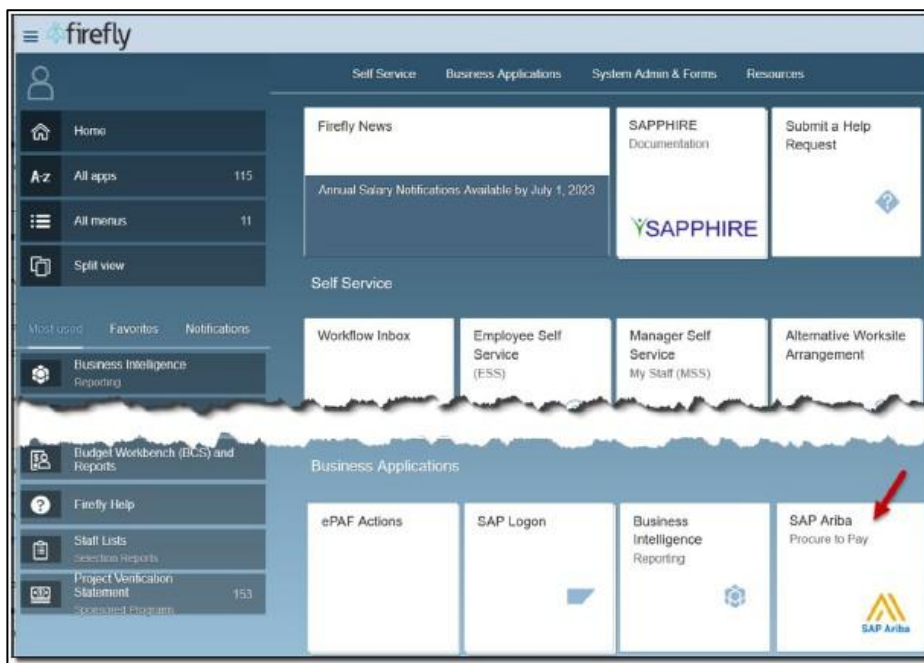 firefly
Self Service Business Applications System Admin & Forms Resources
Home
A-z All apps 115
All menus 11
Split view
Most used Favorites Notifications
Business Intelligence
Reporting
Budget Workbench (BCS) and
Reports
Firefly Help
Staff Lists
Selection Reports
Project Verification
Statement 153
Sponsored Programs
Firefly News
Annual Salary Notifications Available by July 1, 2023
SAPPHIRE
Documentation
SAPPHIRE
Submit a Help
Request
Self Service
Workflow Inbox
Employee Self
Service
(ESS)
Manager Self
Service
My Staff (MSS)
Alternative Worksite
Arrangement
Business Applications
ePAF Actions
SAP Logon
Business
Intelligence
Reporting
SAP Ariba
Procure to Pay
SAP Ariba